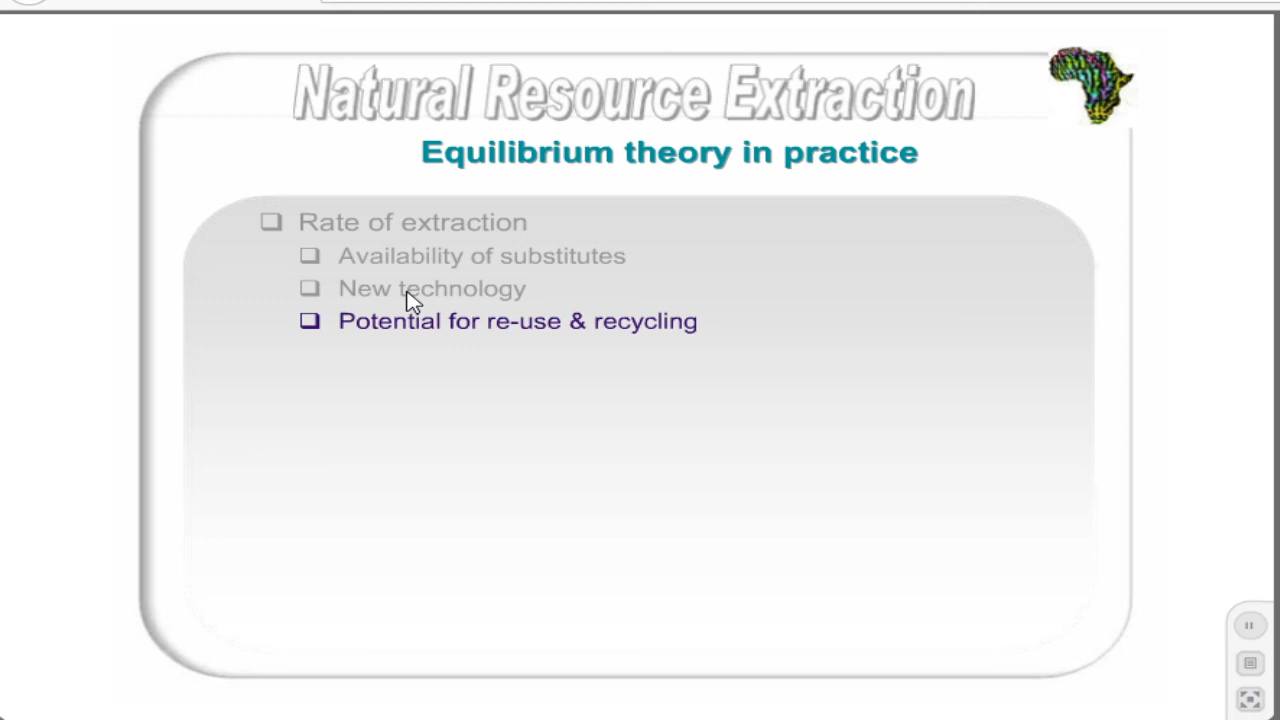 Natural Resource Extraction
Equilibrium theory in practice
Rate of extraction
Availability of substitutes
New technology
Potential for re-use & recycling